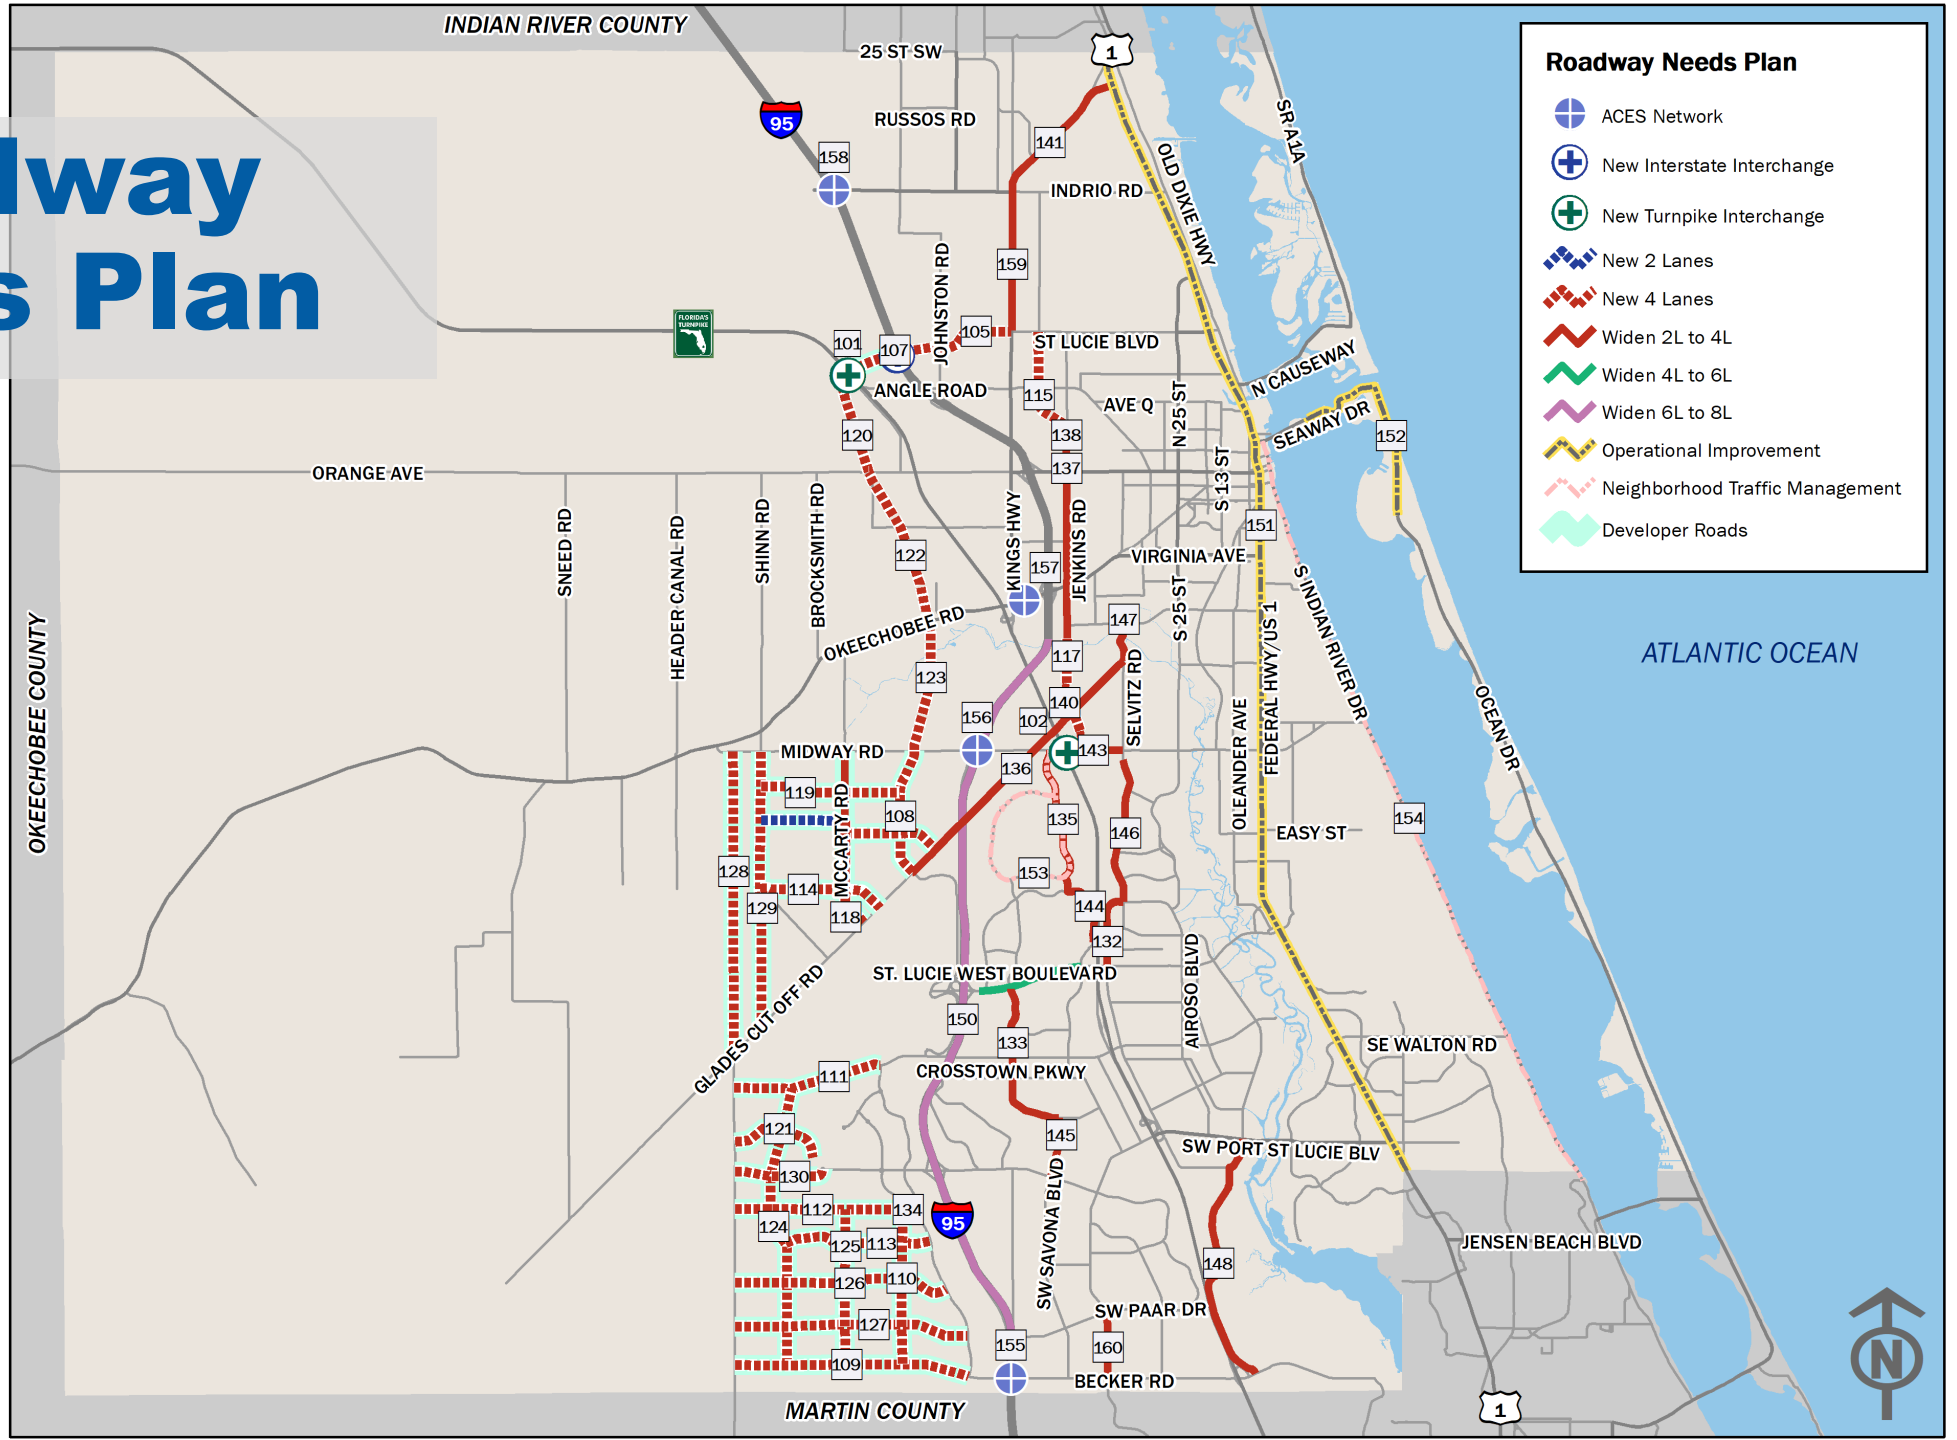 INDIAN RIVER COUNTY
25 ST SW
1
RUSSOS RD
95
158
141
INDRIO RD
OLD DIXIE HWY
SR A1A
lway
s Plan
Roadway Needs Plan
ACES Network
New Interstate Interchange
New Turnpike Interchange
New 2 Lanes
New 4 Lanes
Widen 2L to 4L
Widen 4L to 6L
Widen 6L to 8L
Operational Improvement
Neighborhood Traffic Management
Developer Roads
159
JOHNSTON RD
FLORIDA'S
TURNPIKE
101
107
105
ST LUCIE BLVD
ANGLE ROAD
115
AVE Q
N 25 ST
N CAUSEWAY
SEAWAY DR
152
120
138
137
ORANGE AVE
S 13 ST
SNEED RD
HEADER CANAL RD
SHINN RD
BROCKSMITH RD
KINGS HWY
JENKINS RD
151
122
157
VIRGINIA AVE
S 25 ST
S INDIAN RIVER DR
OKEECHOBEE RD
147
117
SELVITZ RD
ATLANTIC OCEAN
OKEECHOBEE COUNTY
123
140
156
102
OLEANDER AVE
FEDERAL HWY/US 1
OCEAN DR
MIDWAY RD
143
136
119
MCCARTY RD
108
135
146
EASY ST
154
128
114
153
129
118
144
132
ST. LUCIE WEST BOULEVARD
AIROSO BLVD
GLADES CUT OFF RD
150
133
SE WALTON RD
111
CROSSTOWN PKWY
121
145
SW PORT ST LUCIE BLV
130
SW SAVONA BLVD
112
134
95
124
125
113
JENSEN BEACH BLVD
148
126
110
SW PAAR DR
127
155
160
109
BECKER RD
MARTIN COUNTY
1
N